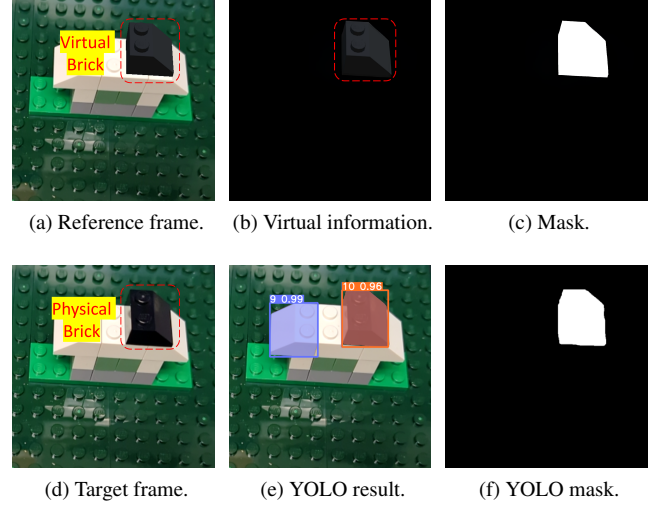 Virtual
Brick
(a) Reference frame.
(b) Virtual information.
(c) Mask.
Physical
Brick
9 0.99
10 0.96
(d) Target frame.
(e) YOLO result.
(f) YOLO mask.